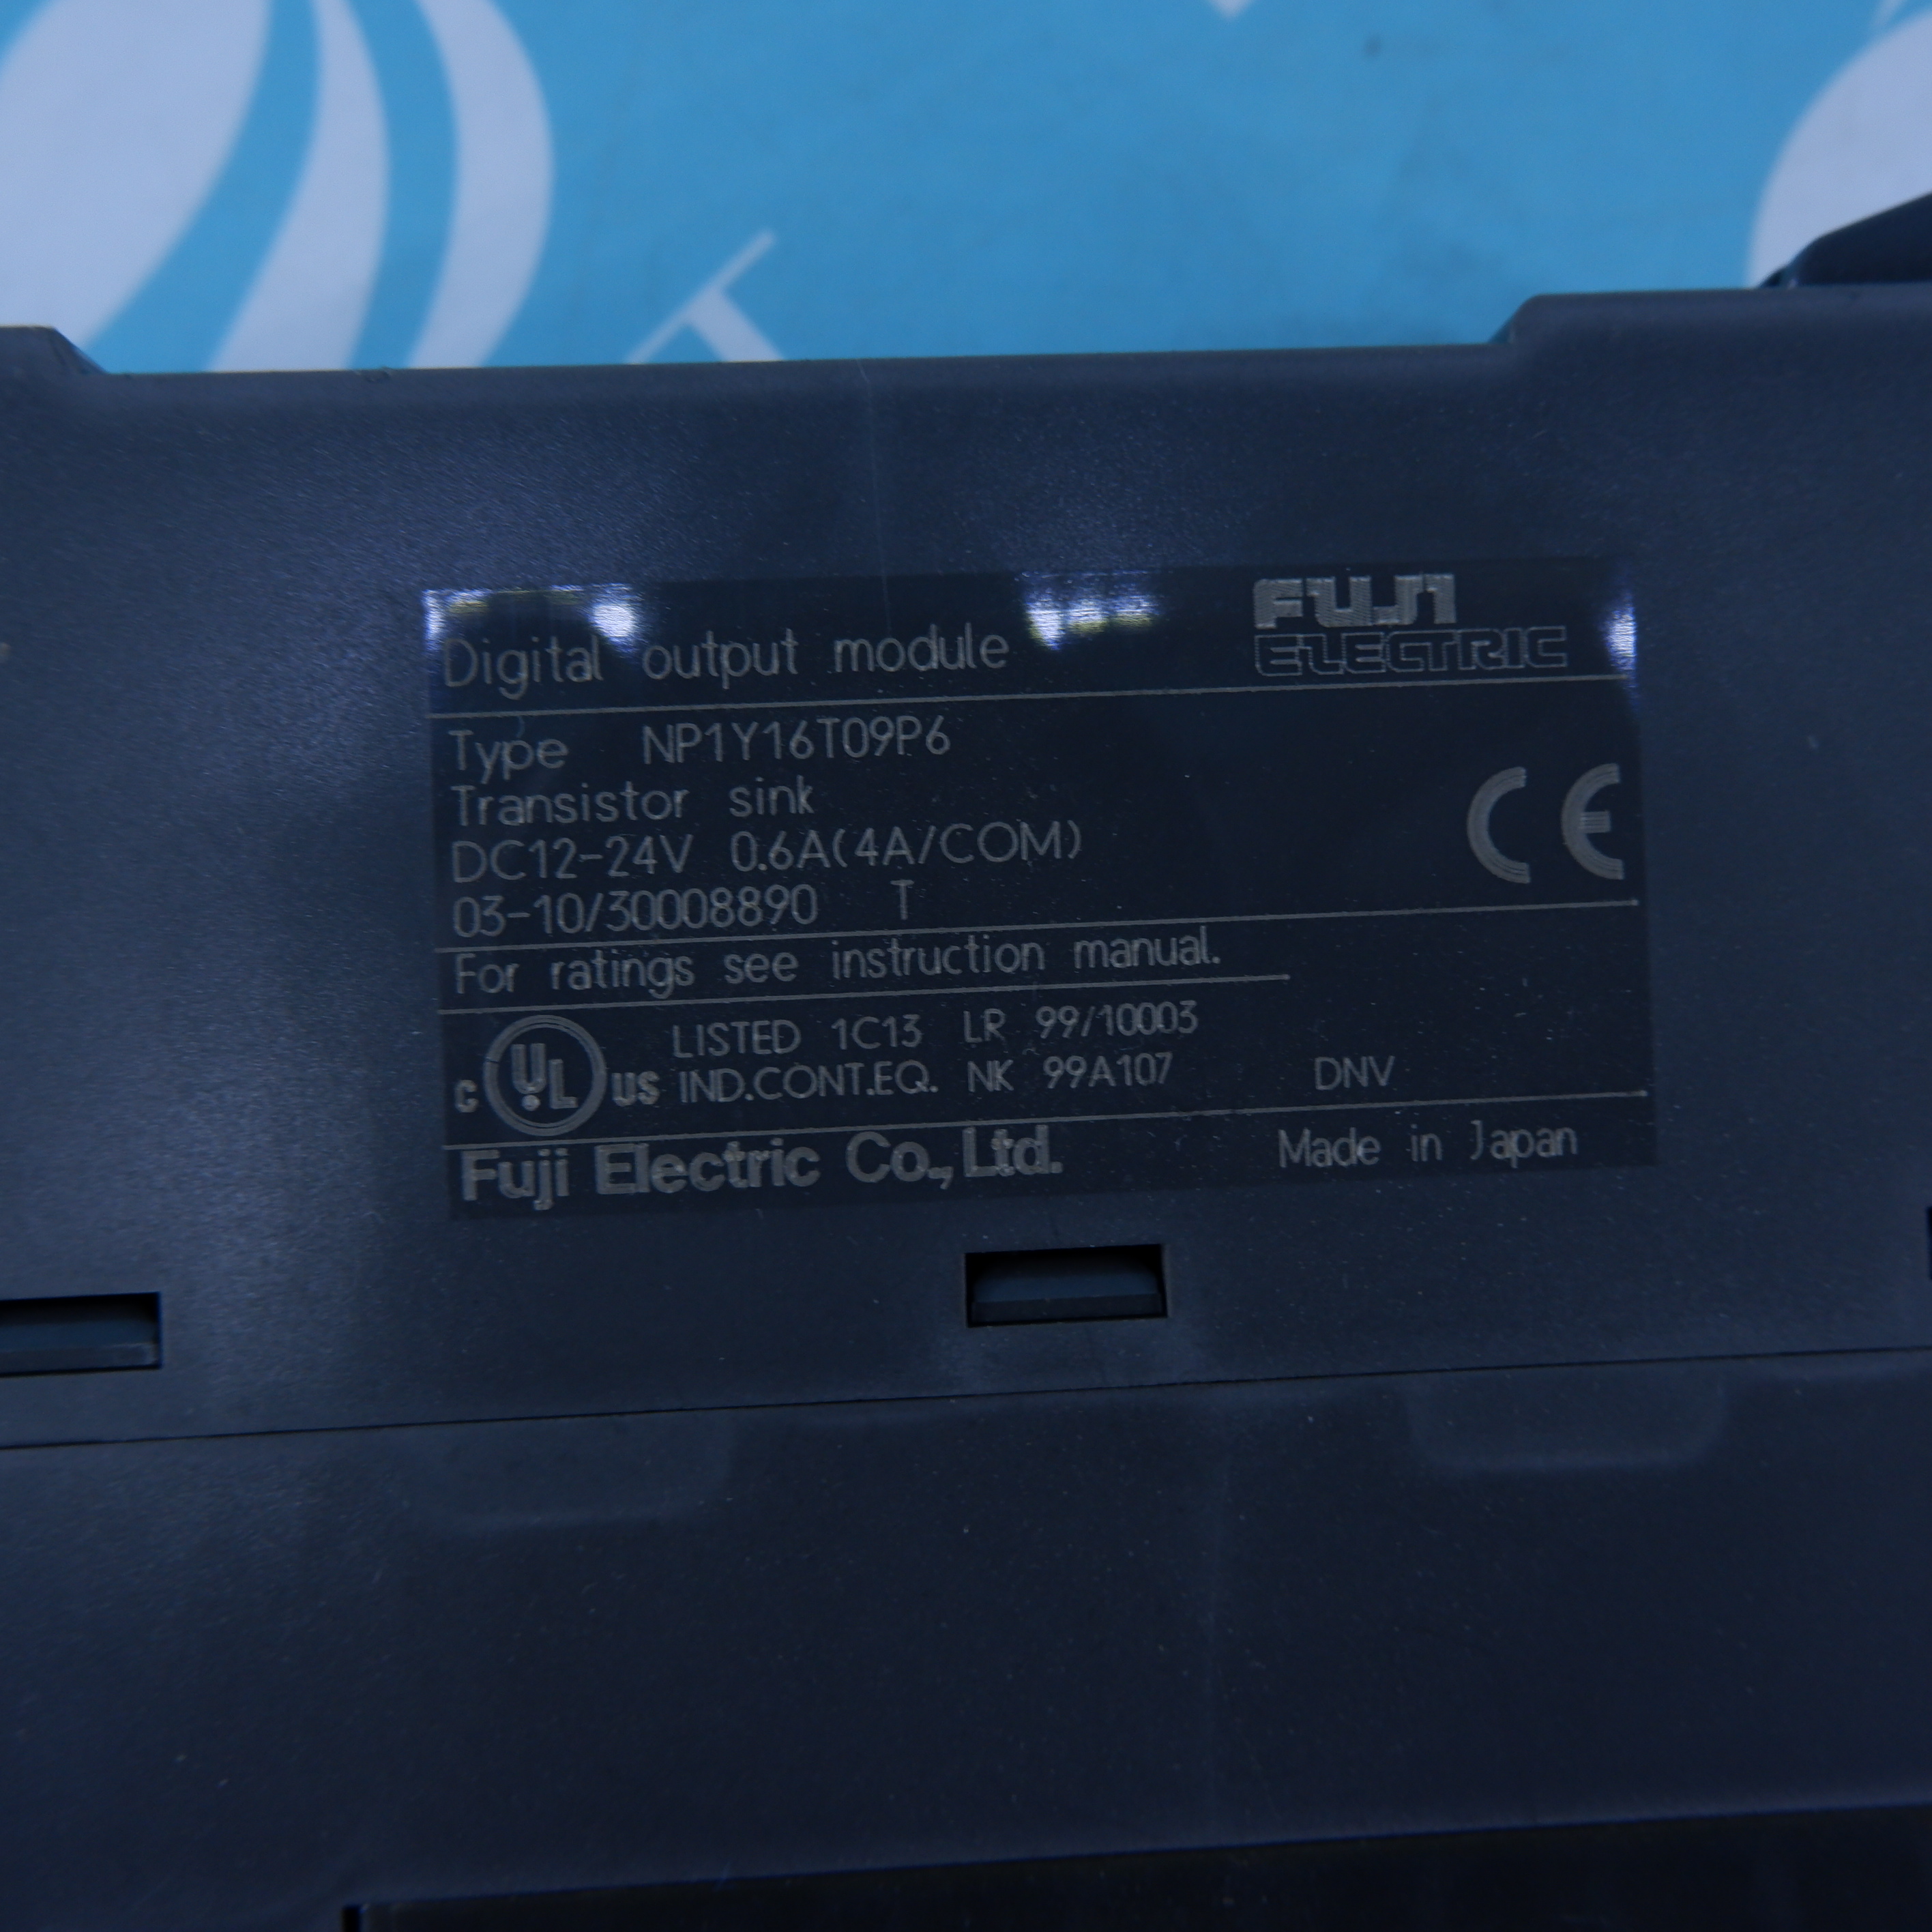 Digital output module
FUJI
ELECTRIC
Type NP1Y16T09P6
Transistor sink
DC12-24V 0.6A(4A/COM)
CE
03-10/30008890 T
For ratings see instruction manual.
C UL US LISTED 1C13 LR 99/10003
IND.CONT.EQ. NK 99A107 DNV
Fuji Electric Co., Ltd. Made in Japan